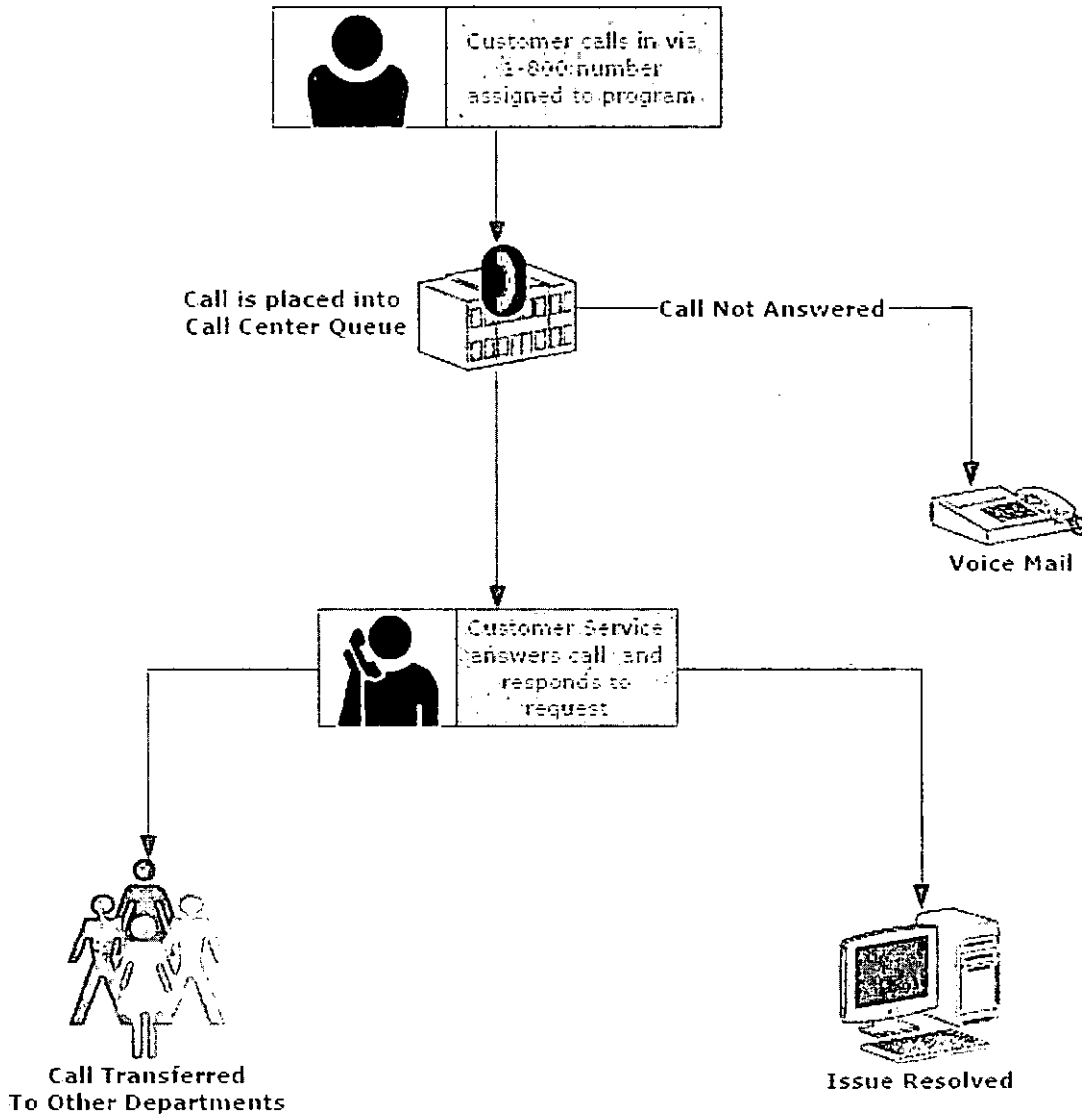 Customer calls in via
1-800 number
assigned to program
Call is placed into
Call Center Queue
Call Not Answered
Voice Mail
Customer Service
answers call and
responds to
request
Call Transferred
To Other Departments
Issue Resolved